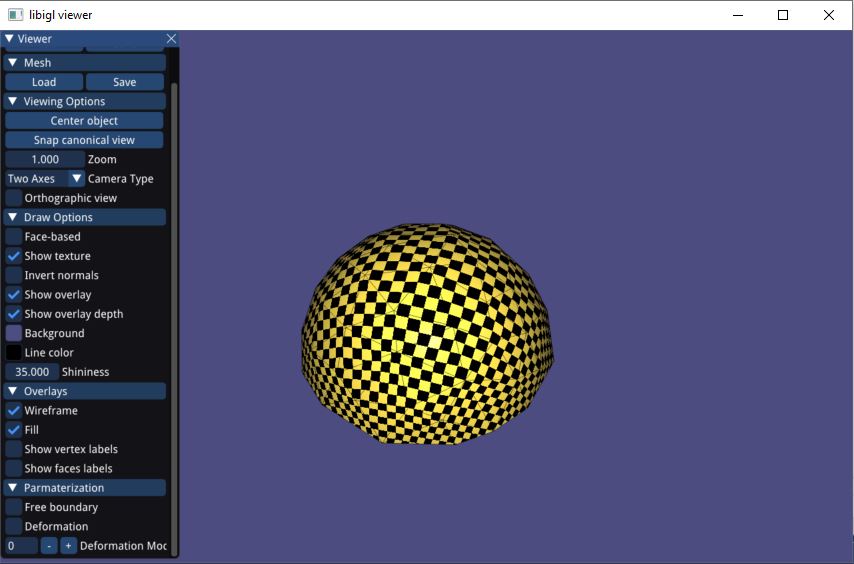 libigl viewer
Viewer
Mesh
Load Save
Viewing Options
Center object
Snap canonical view
1.000 Zoom
Two Axes Camera Type
Orthographic view
Draw Options
Face-based
Show texture
Invert normals
Show overlay
Show overlay depth
Background
Line color
35.000 Shininess
Overlays
Wireframe
Fill
Show vertex labels
Show faces labels
Parmaterization
Free boundary
Deformation
0 - + Deformation Moc